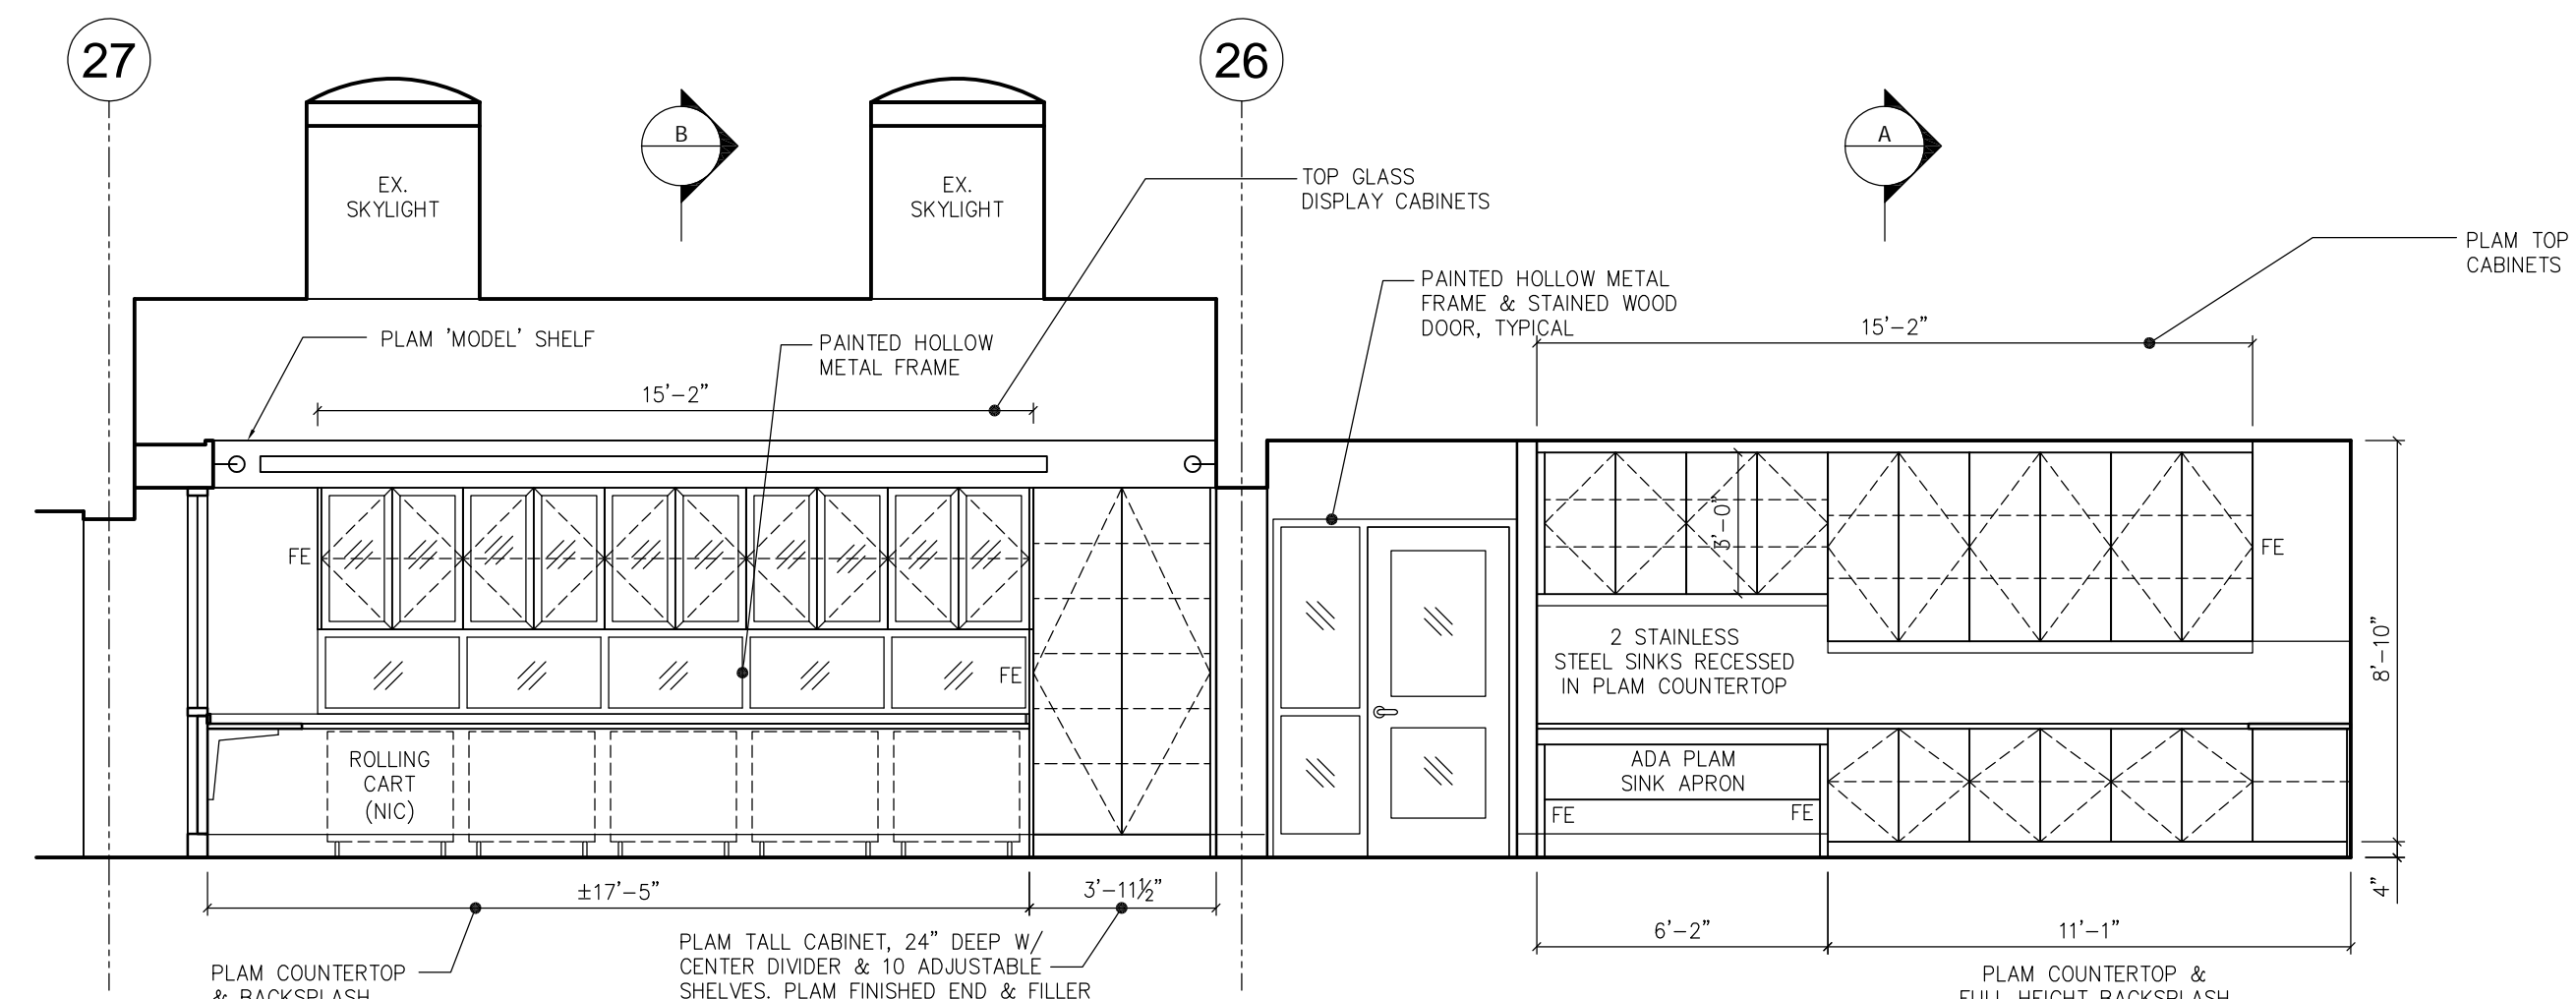 27
26
B
A
EX.
SKYLIGHT
EX.
SKYLIGHT
TOP GLASS
DISPLAY CABINETS
PLAM TOP
CABINETS
PAINTED HOLLOW METAL
FRAME & STAINED WOOD
DOOR, TYPICAL
15'-2"
PLAM 'MODEL' SHELF
PAINTED HOLLOW
METAL FRAME
15'-2"
3'-0"
FE
FE
2 STAINLESS
STEEL SINKS RECESSED
IN PLAM COUNTERTOP
8'-10"
FE
ROLLING
CART
(NIC)
ADA PLAM
SINK APRON
FE
FE
4"
±17'-5"
3'-11½"
6'-2"
11'-1"
PLAM TALL CABINET, 24" DEEP W/
CENTER DIVIDER & 10 ADJUSTABLE
SHELVES. PLAM FINISHED END & FILLER
PLAM COUNTERTOP
& BACKSPLASH
PLAM COUNTERTOP &
FULL HEIGHT BACKSPLASH